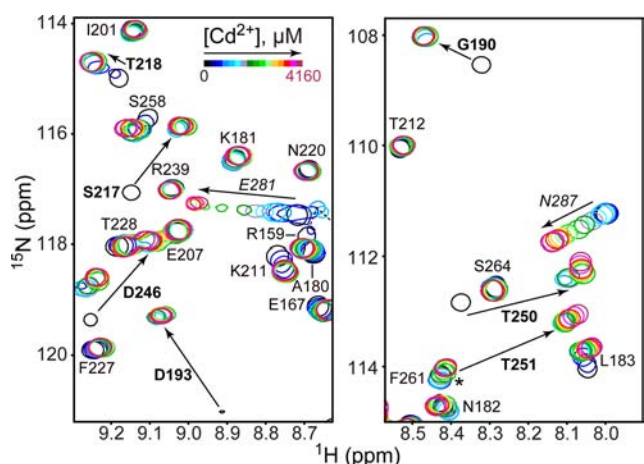 [Cd²⁺], μM
0 4160
I201
T218
S258
S217
R239
K181
N220
E281
T228
E207
R159
K211
A180
D246
E167
F227
D193
G190
T212
N287
S264
T250
T251
F261
*
L183
N182
114
116
118
120
¹⁵N (ppm)
9.2 9.1 9.0 8.9 8.8 8.7
108
110
112
114
¹⁵N (ppm)
8.5 8.4 8.3 8.2 8.1 8.0
¹H (ppm)